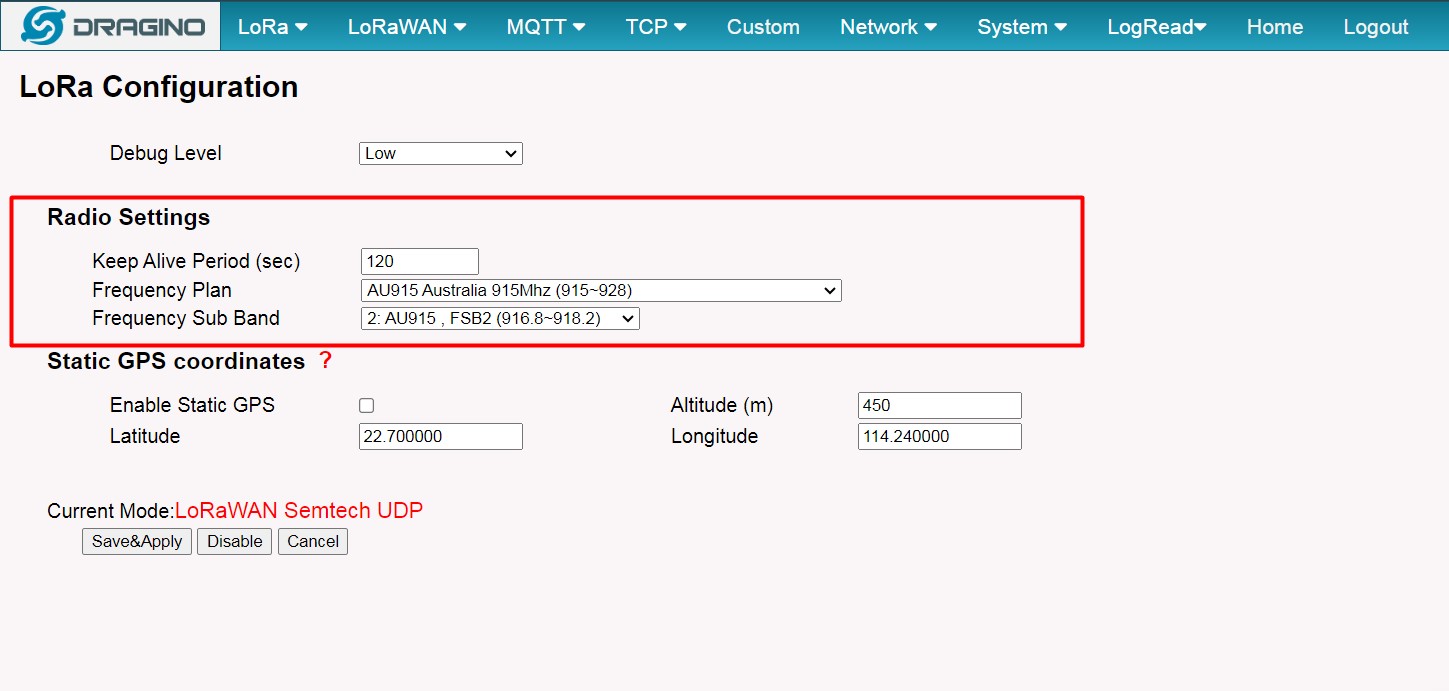 DRAGINO LoRa LoRaWAN MQTT TCP Custom Network System LogRead Home Logout
LoRa Configuration
Debug Level Low
Radio Settings
Keep Alive Period (sec) 120
Frequency Plan AU915 Australia 915Mhz (915~928)
Frequency Sub Band 2: AU915 , FSB2 (916.8~918.2)
Static GPS coordinates ?
Enable Static GPS Altitude (m) 450
Latitude 22.700000 Longitude 114.240000
Current Mode:LoRaWAN Semtech UDP
Save&Apply Disable Cancel